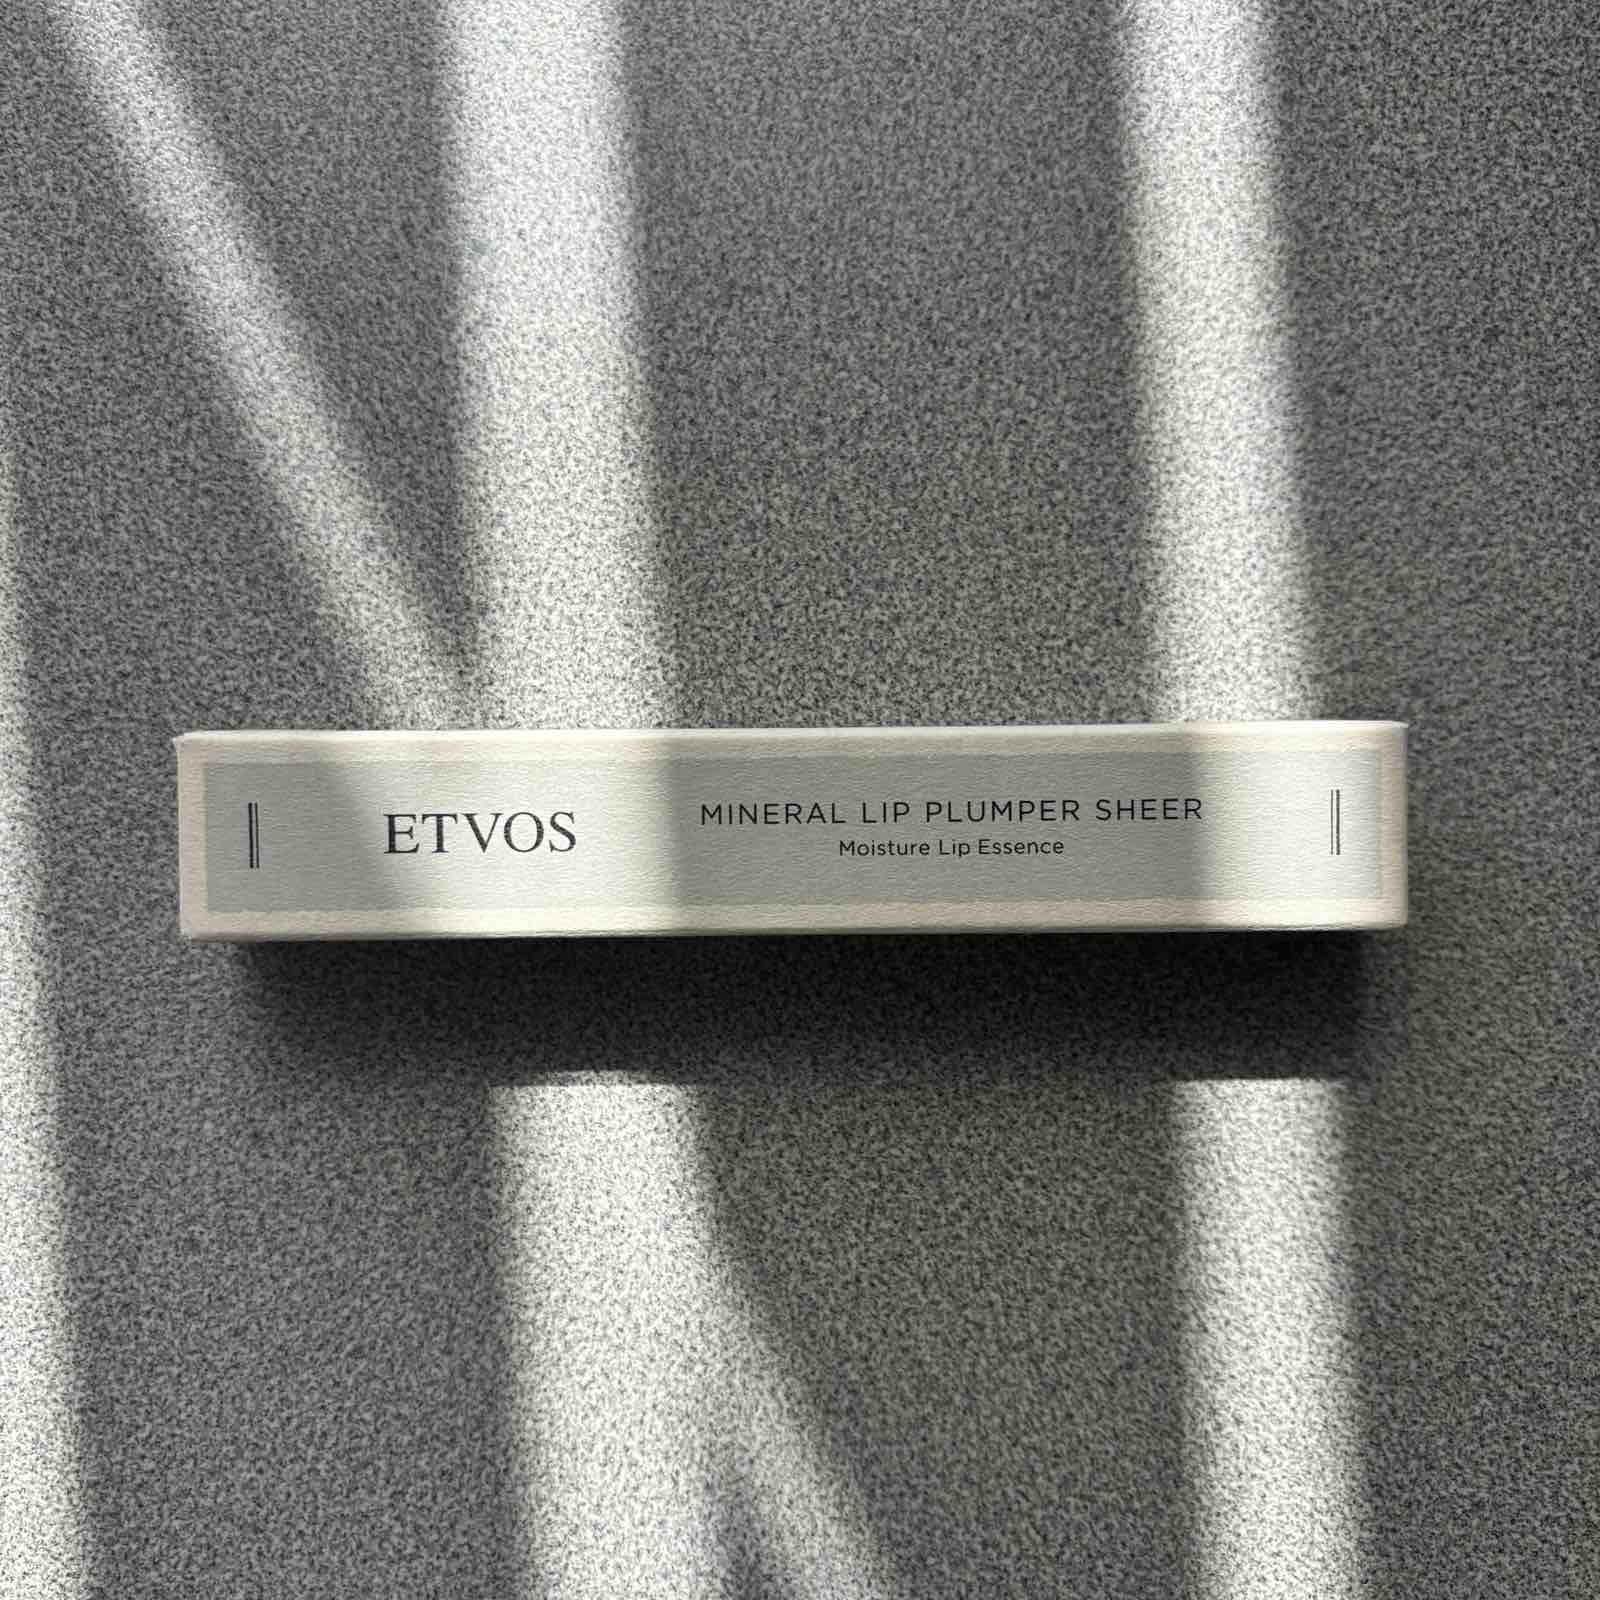 ETVOS
MINERAL LIP PLUMPER SHEER
Moisture Lip Essence